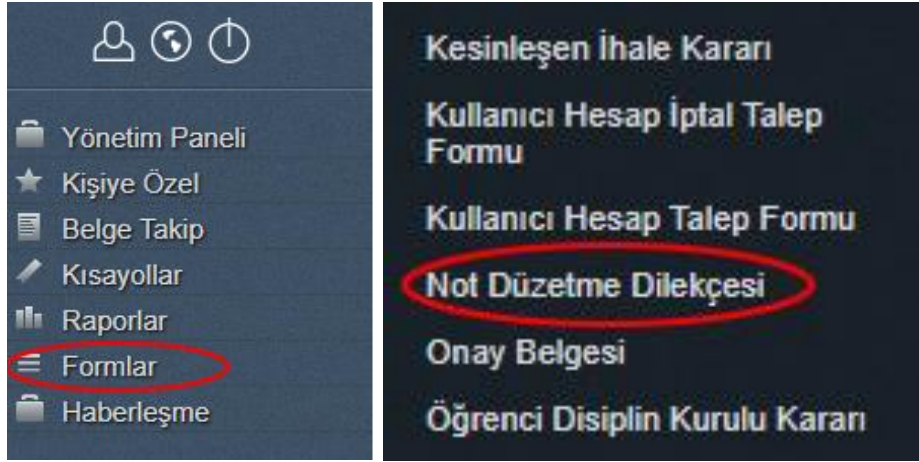 Yönetim Paneli
Kişiye Özel
Belge Takip
Kısayollar
Raporlar
Formlar
Haberleşme
Kesinleşen İhale Kararı
Kullanıcı Hesap İptal Talep
Formu
Kullanıcı Hesap Talep Formu
Not Düzetme Dilekçesi
Onay Belgesi
Öğrenci Disiplin Kurulu Kararı